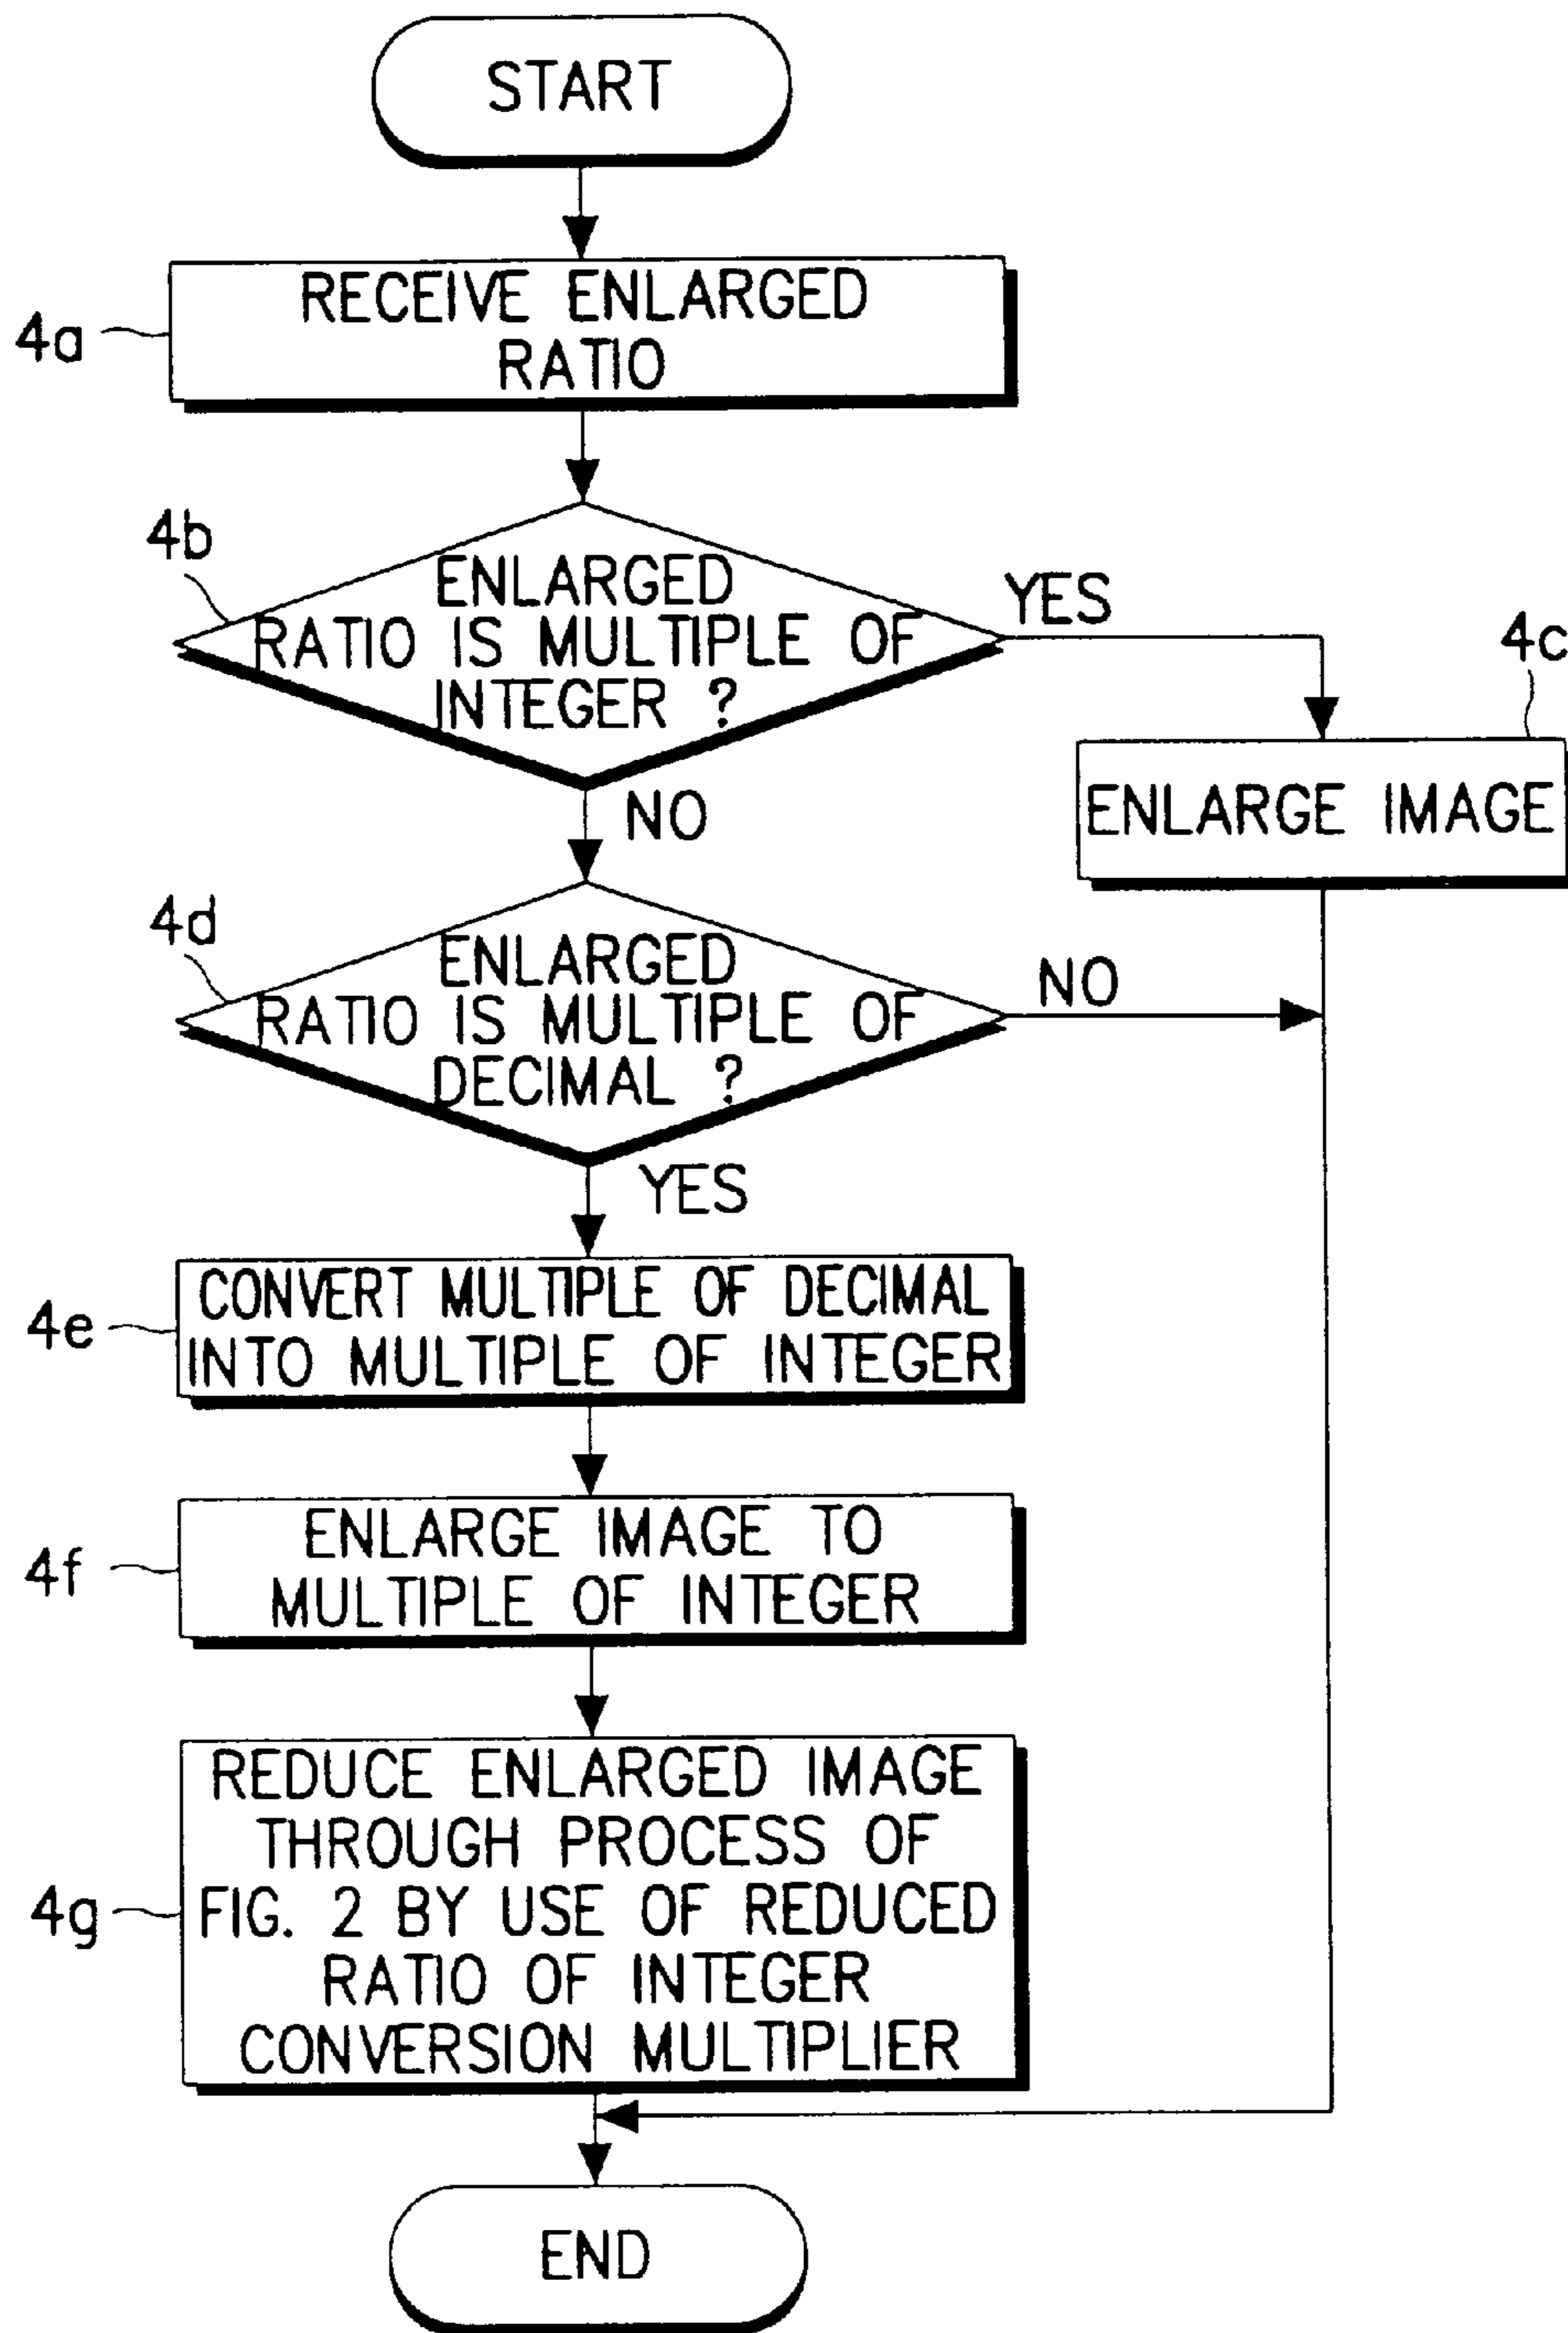 START
4a
RECEIVE ENLARGED
RATIO
4b
ENLARGED
RATIO IS MULTIPLE OF
INTEGER ?
YES
4c
ENLARGE IMAGE
NO
4d
ENLARGED
RATIO IS MULTIPLE OF
DECIMAL ?
NO
YES
4e
CONVERT MULTIPLE OF DECIMAL
INTO MULTIPLE OF INTEGER
4f
ENLARGE IMAGE TO
MULTIPLE OF INTEGER
4g
REDUCE ENLARGED IMAGE
THROUGH PROCESS OF
FIG. 2 BY USE OF REDUCED
RATIO OF INTEGER
CONVERSION MULTIPLIER
END